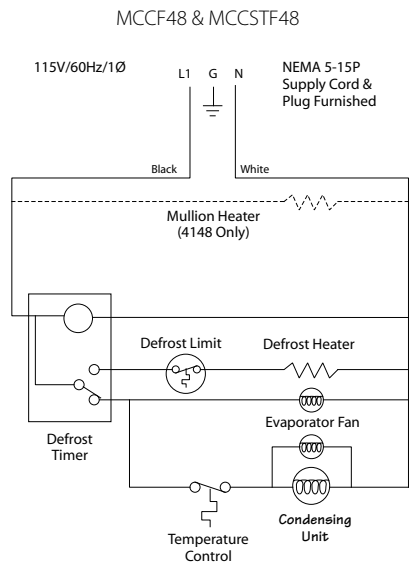 MCCF48 & MCCSTF48
115V/60Hz/1Ø
L1
G
N
NEMA 5-15P
Supply Cord &
Plug Furnished
Black
White
Mullion Heater
(4148 Only)
Defrost Limit
Defrost Heater
Evaporator Fan
Defrost
Timer
Condensing
Unit
Temperature
Control